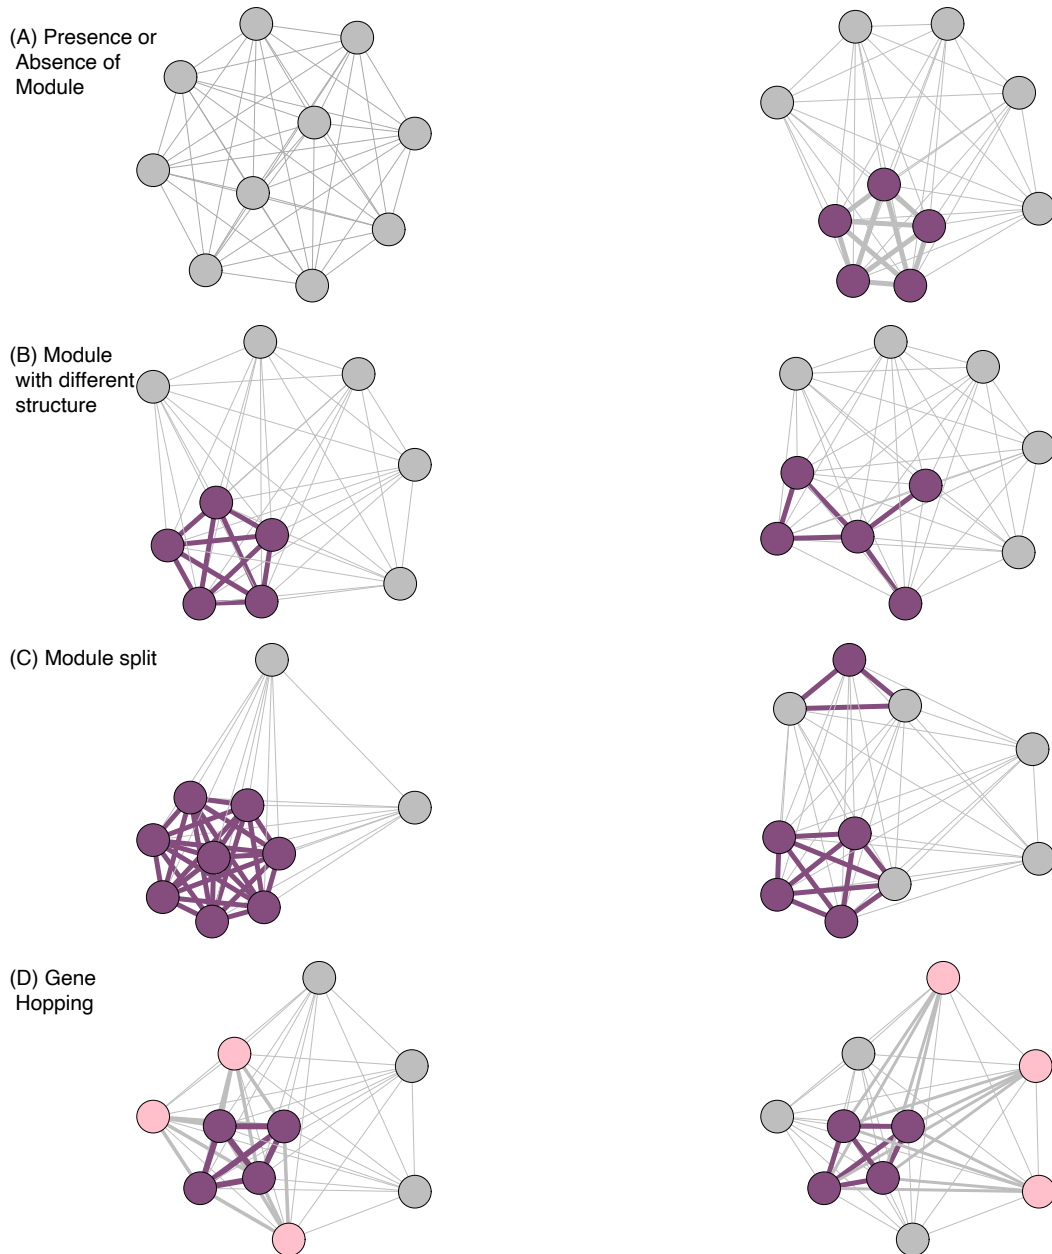 (A) Presence or
Absence of
Module
(B) Module
with different
structure
(C) Module split
(D) Gene
Hopping